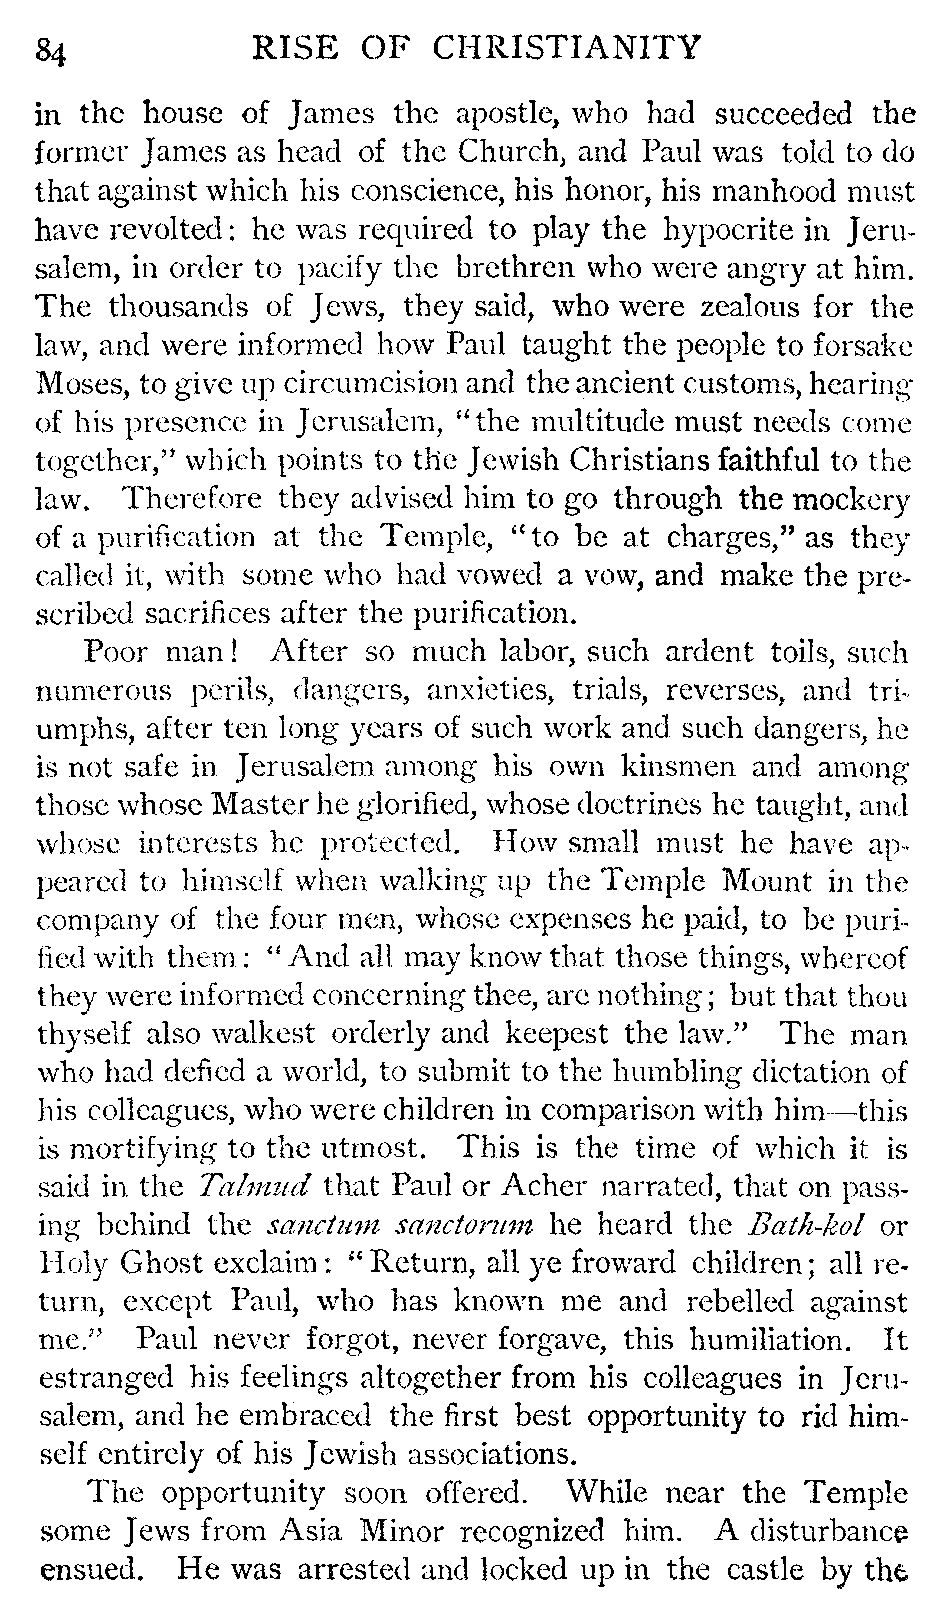 84 RISE OF CHRISTIANITY
in the house of James the apostle, who had succeeded the
former James as head of the Church, and Paul was told to do
that against which his conscience, his honor, his manhood must
have revolted: he was required to play the hypocrite in Jeru-
salem, in order to pacify the brethren who were angry at him.
The thousands of Jews, they said, who were zealous for the
law, and were informed how Paul taught the people to forsake
Moses, to give up circumcision and the ancient customs, hearing
of his presence in Jerusalem, "the multitude must needs come
together," which points to the Jewish Christians faithful to the
law. Therefore they advised him to go through the mockery
of a purification at the Temple, "to be at charges," as they
called it, with some who had vowed a vow, and make the pre-
scribed sacrifices after the purification.
Poor man! After so much labor, such ardent toils, such
numerous perils, dangers, anxieties, trials, reverses, and tri-
umphs, after ten long years of such work and such dangers, he
is not safe in Jerusalem among his own kinsmen and among
those whose Master he glorified, whose doctrines he taught, and
whose interests he protected. How small must he have ap-
peared to himself when walking up the Temple Mount in the
company of the four men, whose expenses he paid, to be puri-
fied with them: "And all may know that those things, whereof
they were informed concerning thee, are nothing; but that thou
thyself also walkest orderly and keepest the law." The man
who had defied a world, to submit to the humbling dictation of
his colleagues, who were children in comparison with him—this
is mortifying to the utmost. This is the time of which it is
said in the Talmud that Paul or Acher narrated, that on pass-
ing behind the sanctum sanctorum he heard the Bath-kol or
Holy Ghost exclaim: "Return, all ye froward children; all re-
turn, except Paul, who has known me and rebelled against
me." Paul never forgot, never forgave, this humiliation. It
estranged his feelings altogether from his colleagues in Jeru-
salem, and he embraced the first best opportunity to rid him-
self entirely of his Jewish associations.
The opportunity soon offered. While near the Temple
some Jews from Asia Minor recognized him. A disturbance
ensued. He was arrested and locked up in the castle by the